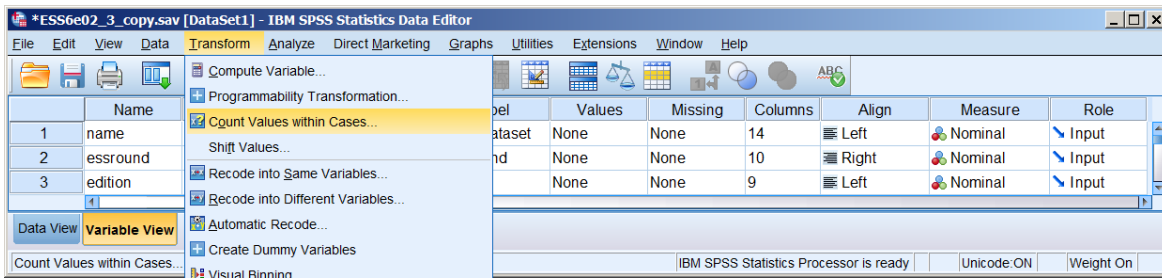 *ESS6e02_3_copy.sav [DataSet1] - IBM SPSS Statistics Data Editor
File Edit View Data Transform Analyze Direct Marketing Graphs Utilities Extensions Window Help
Compute Variable...
Programmability Transformation...
Count Values within Cases...
Shift Values...
Recode into Same Variables...
Recode into Different Variables...
Automatic Recode...
Create Dummy Variables
Visual Binning
A 14 ABC
Name Values Missing Columns Align Measure Role
1 name ataset None None 14 Left Nominal Input
2 essround None None 10 Right Nominal Input
3 edition None None 9 Left Nominal Input
Data View Variable View
Count Values within Cases... IBM SPSS Statistics Processor is ready Unicode:ON Weight On